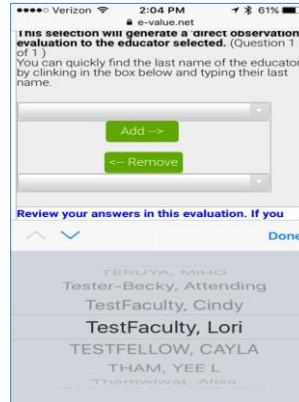 Verizon 2:04 PM 61%
e-value.net
This selection will generate a 'direct observation
evaluation to the educator selected. (Question 1
of 1 )
You can quickly find the last name of the educator
by clinking in the box below and typing their last
name.
Add -->
<-- Remove
Review your answers in this evaluation. If you
Done
TERUYA, MIHO
Tester-Becky, Attending
TestFaculty, Cindy
TestFaculty, Lori
TESTFELLOW, CAYLA
THAM, YEE L
Thamwiwat, Alisa